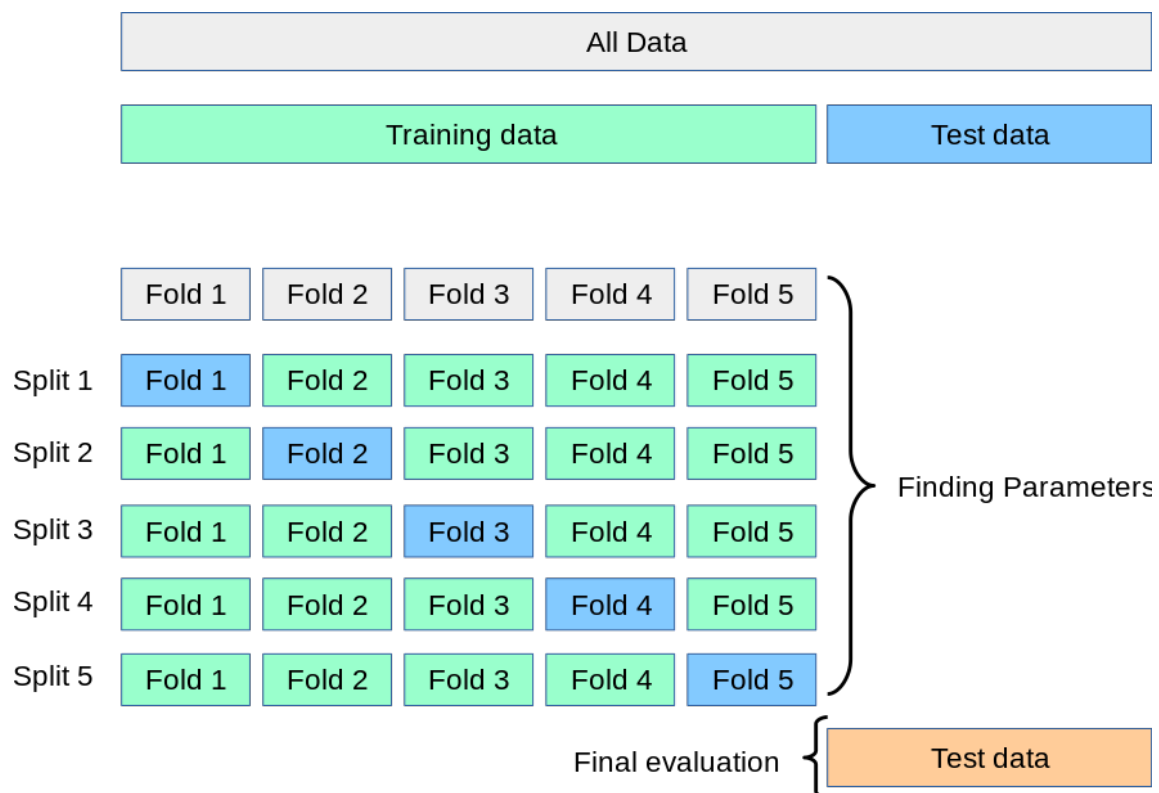 All Data
Training data Test data
Fold 1 Fold 2 Fold 3 Fold 4 Fold 5
Split 1 Fold 1 Fold 2 Fold 3 Fold 4 Fold 5
Split 2 Fold 1 Fold 2 Fold 3 Fold 4 Fold 5
Finding Parameters
Split 3 Fold 1 Fold 2 Fold 3 Fold 4 Fold 5
Split 4 Fold 1 Fold 2 Fold 3 Fold 4 Fold 5
Split 5 Fold 1 Fold 2 Fold 3 Fold 4 Fold 5
Final evaluation Test data